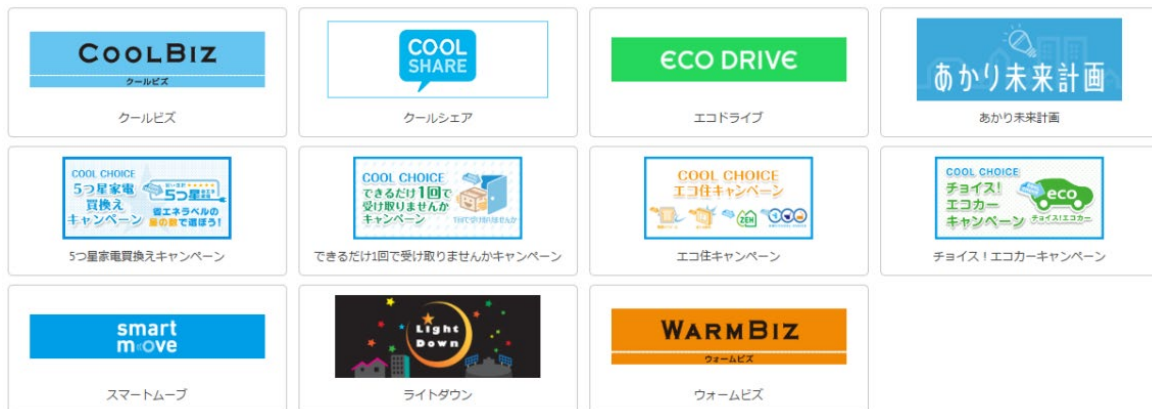 COOLBIZ
クールビズ
クールビズ
COOL
SHARE
クールシェア
ECO DRIVE
エコドライブ
あかり未来計画
あかり未来計画
COOL CHOICE
5つ星家電
買換え
キャンペーン
5つ星
省エネラベルの
星の数で選ぼう!
5つ星家電買換えキャンペーン
COOL CHOICE
できるだけ1回で
受け取りませんか
キャンペーン
1回で受け取りませんか
できるだけ1回で受け取りませんかキャンペーン
COOL CHOICE
エコ住キャンペーン
ZEH
エコ住キャンペーン
COOL CHOICE
チョイス!
エコカー
キャンペーン
eco
チョイス!エコカー
チョイス!エコカーキャンペーン
smart
move
スマートムーブ
Light
Down
ライトダウン
WARMBIZ
ウォームビズ
ウォームビズ